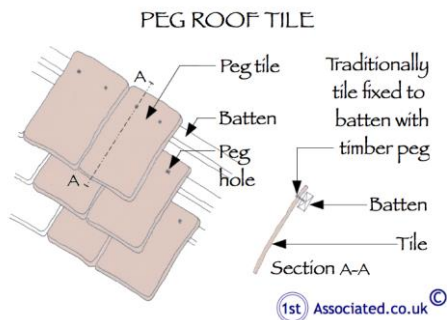 PEG ROOF TILE
A
Peg tile
Batten
Peg
hole
A
Traditionally
tile fixed to
batten with
timber peg
Batten
Tile
Section A-A
1st Associated.co.uk ©